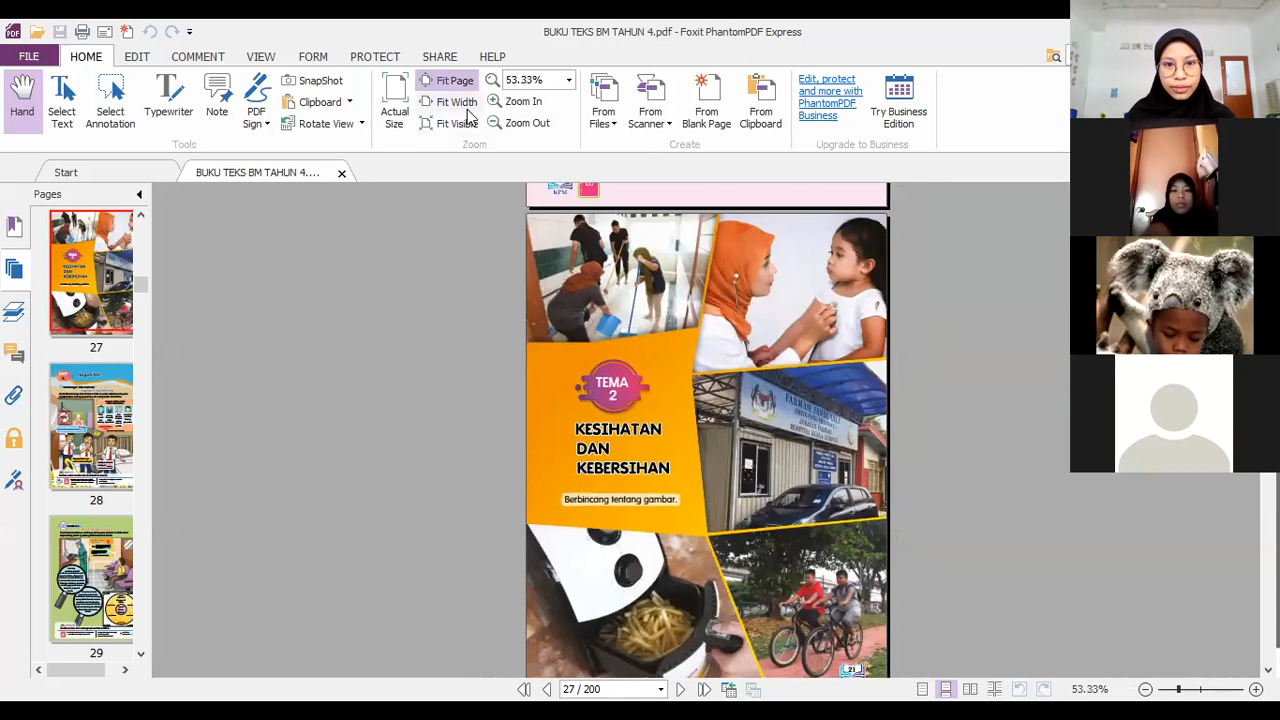 BUKU TEKS BM TAHUN 4.pdf - Foxit PhantomPDF Express
FILE HOME EDIT COMMENT VIEW FORM PROTECT SHARE HELP
Hand
Select Text
Select Annotation
Typewriter
Note
PDF Sign
SnapShot
Clipboard
Rotate View
Tools
Actual Size
Fit Page
Fit Width
Fit Visible
53.33%
Zoom In
Zoom Out
Zoom
From Files
From Scanner
From Blank Page
From Clipboard
Create
Edit, protect
and more with
PhantomPDF
Business
Try Business Edition
Upgrade to Business
Start
BUKU TEKS BM TAHUN 4....
Pages
27
28
29
KPM
TEMA
2
KESIHATAN
DAN
KEBERSIHAN
Berbincang tentang gambar.
21
27 / 200
53.33%